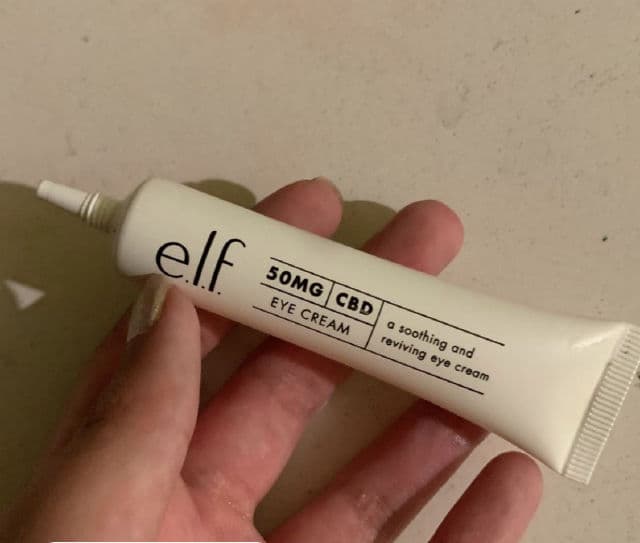 e.l.f.
50MG CBD
EYE CREAM
a soothing and
reviving eye cream